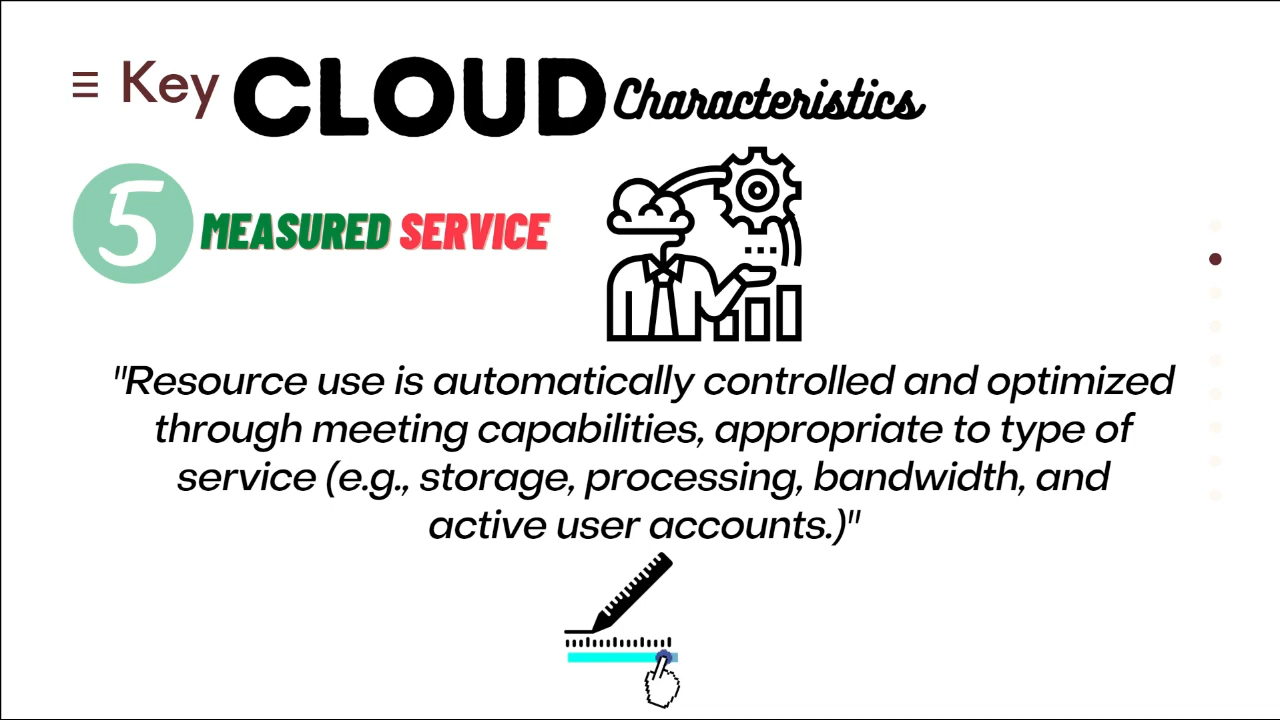 Key CLOUD Characteristics
5 MEASURED SERVICE
"Resource use is automatically controlled and optimized
through meeting capabilities, appropriate to type of
service (e.g., storage, processing, bandwidth, and
active user accounts.)"